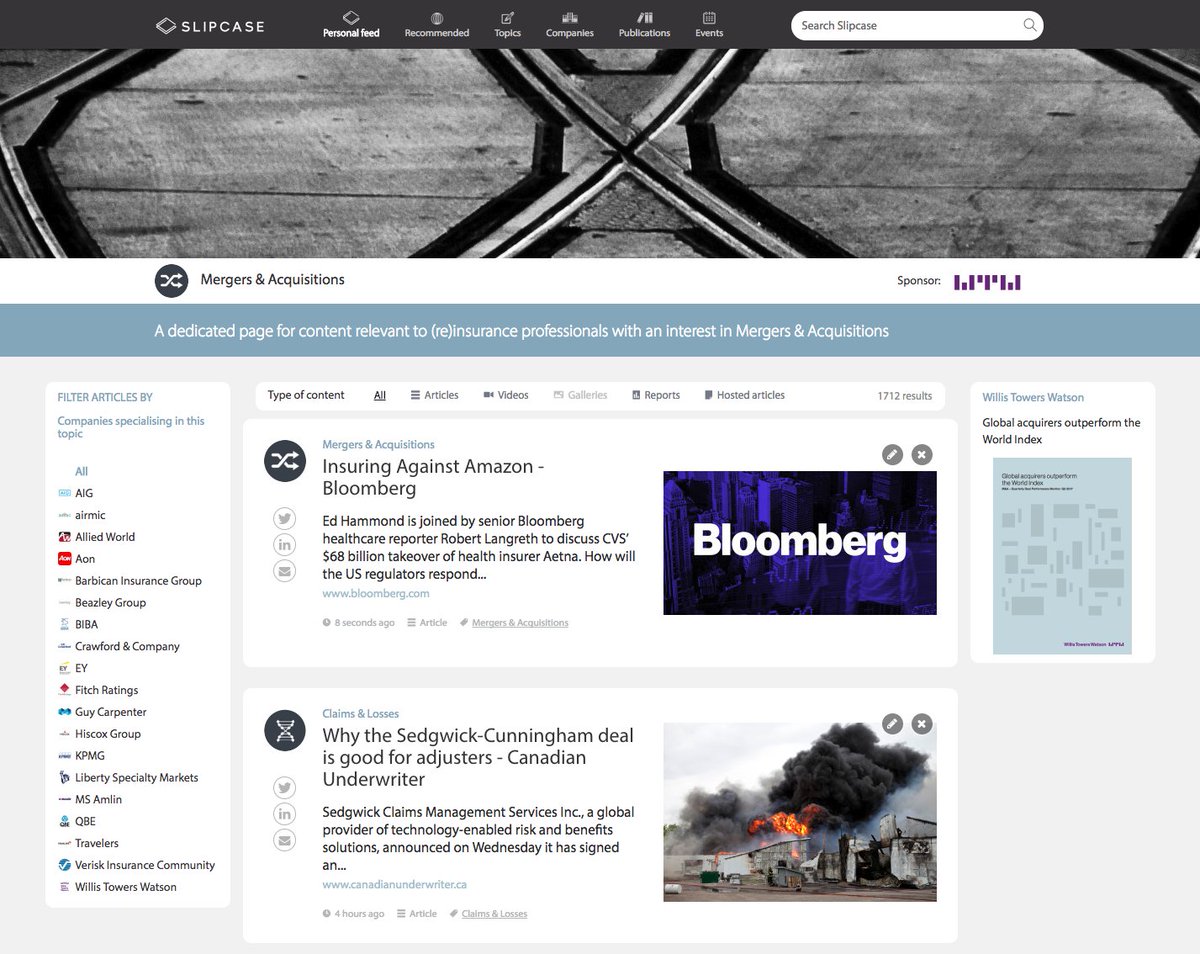 SLIPCASE
Personal feed
Recommended
Topics
Companies
Publications
Events
Search Slipcase
Mergers & Acquisitions
Sponsor:
A dedicated page for content relevant to (re)insurance professionals with an interest in Mergers & Acquisitions
FILTER ARTICLES BY
Companies specialising in this
topic
All
AIG
airmic
Allied World
Aon
Barbican Insurance Group
Beazley Group
BIBA
Crawford & Company
EY
Fitch Ratings
Guy Carpenter
Hiscox Group
KPMG
Liberty Specialty Markets
MS Amlin
QBE
Travelers
Verisk Insurance Community
Willis Towers Watson
Type of content
All
Articles
Videos
Galleries
Reports
Hosted articles
1712 results
Mergers & Acquisitions
Insuring Against Amazon -
Bloomberg
Ed Hammond is joined by senior Bloomberg
healthcare reporter Robert Langreth to discuss CVS’
$68 billion takeover of health insurer Aetna. How will
the US regulators respond...
www.bloomberg.com
8 seconds ago
Article
Mergers & Acquisitions
Bloomberg
Claims & Losses
Why the Sedgwick-Cunningham deal
is good for adjusters - Canadian
Underwriter
Sedgwick Claims Management Services Inc., a global
provider of technology-enabled risk and benefits
solutions, announced on Wednesday it has signed
an...
www.canadianunderwriter.ca
4 hours ago
Article
Claims & Losses
Willis Towers Watson
Global acquirers outperform the
World Index
Global acquirers outperform
the World Index
Willis Towers Watson